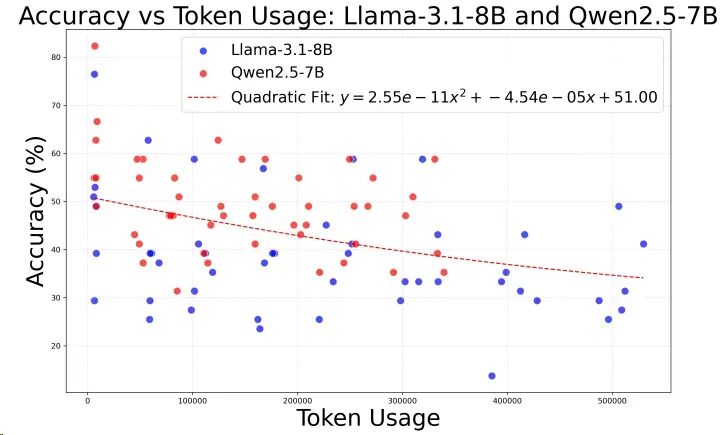 Accuracy vs Token Usage: Llama-3.1-8B and Qwen2.5-7B
Llama-3.1-8B
Qwen2.5-7B
Quadratic Fit: y = 2.55e − 11x² + − 4.54e − 05x + 51.00
Accuracy (%)
80
70
60
50
40
30
20
0 100000 200000 300000 400000 500000
Token Usage